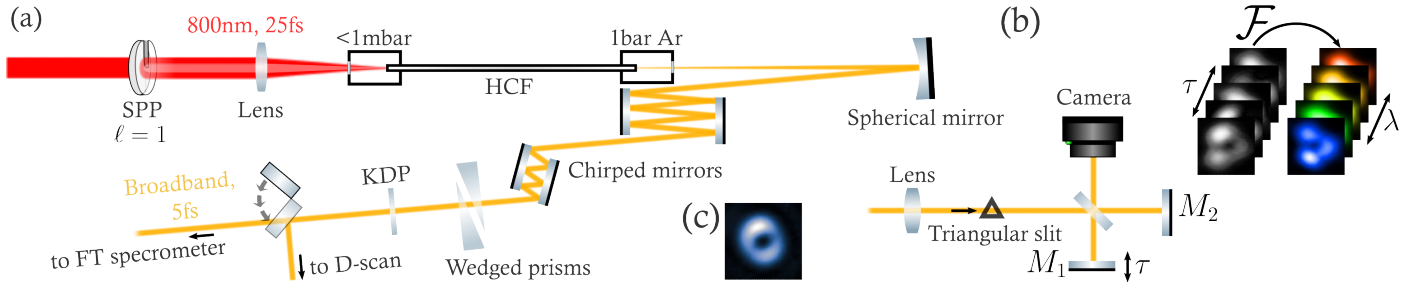 (a)
800nm, 25fs
<1mbar
1bar Ar
HCF
SPP
ℓ = 1
Lens
Spherical mirror
Chirped mirrors
KDP
Broadband,
5fs
to FT specrometer
to D-scan
Wedged prisms
(b)
Camera
Lens
Triangular slit
M₂
M₁
τ
ℱ
τ
λ
(c)